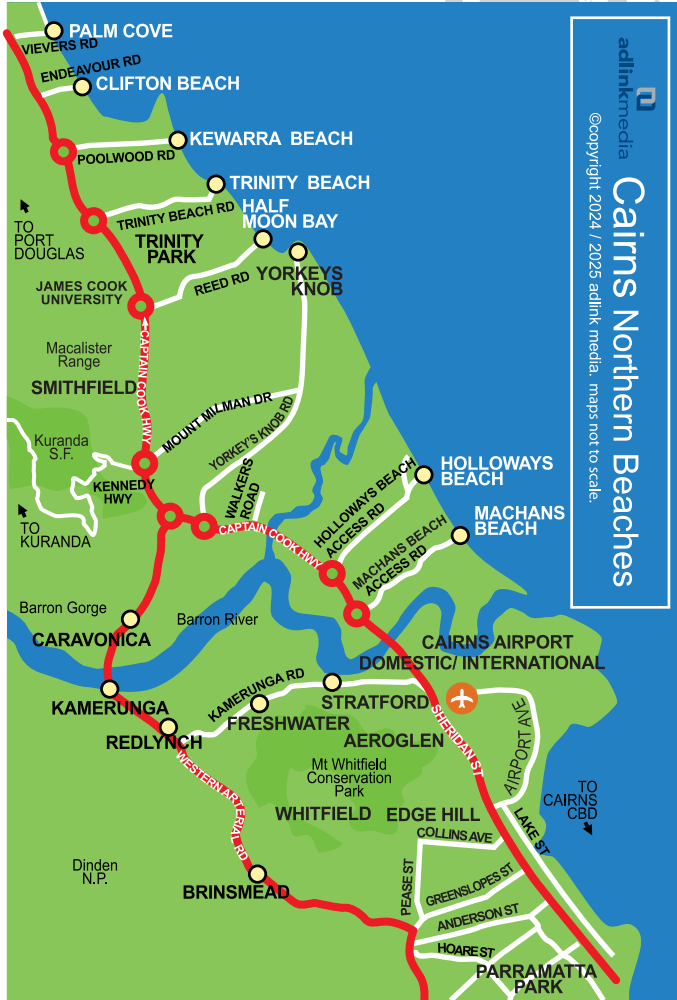 PALM COVE
VIEVERS RD
ENDEAVOUR RD
CLIFTON BEACH
KEWARRA BEACH
POOLWOOD RD
TRINITY BEACH
TRINITY BEACH RD
HALF
MOON BAY
TO
PORT
DOUGLAS
TRINITY
PARK
YORKEYS
KNOB
REED RD
JAMES COOK
UNIVERSITY
CAPTAIN COOK HWY
Macalister
Range
SMITHFIELD
MOUNT MILMAN DR
YORKEY'S KNOB RD
Kuranda
S.F.
KENNEDY
HWY
WALKERS
ROAD
TO
KURANDA
CAPTAIN COOK HWY
HOLLOWAYS BEACH
ACCESS RD
HOLLOWAYS
BEACH
MACHANS BEACH
ACCESS RD
MACHANS
BEACH
Barron Gorge
Barron River
CARAVONICA
CAIRNS AIRPORT
DOMESTIC/ INTERNATIONAL
KAMERUNGA
KAMERUNGA RD
STRATFORD
FRESHWATER
REDLYNCH
AEROGLEN
SHERIDAN ST
AIRPORT AVE
WESTERN ARTERIAL RD
Mt Whitfield
Conservation
Park
WHITFIELD
EDGE HILL
TO
CAIRNS
CBD
LAKE ST
COLLINS AVE
PEASE ST
GREENSLOPES ST
ANDERSON ST
HOARE ST
Dinden
N.P.
BRINSMEAD
PARRAMATTA
PARK
adlinkmedia
Cairns Northern Beaches
©copyright 2024 / 2025 adlink media. maps not to scale.